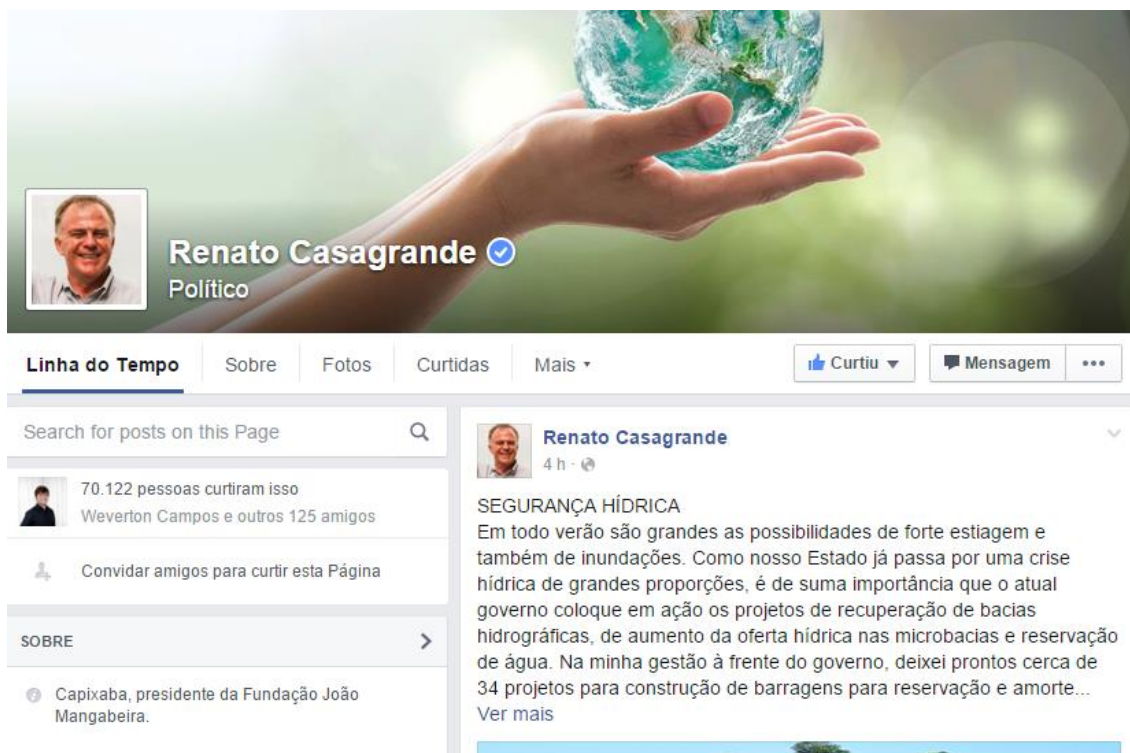 Renato Casagrande
Político
Linha do Tempo
Sobre
Fotos
Curtidas
Mais
Curtiu
Mensagem
Search for posts on this Page
70.122 pessoas curtiram isso
Weverton Campos e outros 125 amigos
Convidar amigos para curtir esta Página
SOBRE
Capixaba, presidente da Fundação João
Mangabeira.
Renato Casagrande
4 h ·
SEGURANÇA HÍDRICA
Em todo verão são grandes as possibilidades de forte estiagem e
também de inundações. Como nosso Estado já passa por uma crise
hídrica de grandes proporções, é de suma importância que o atual
governo coloque em ação os projetos de recuperação de bacias
hidrográficas, de aumento da oferta hídrica nas microbacias e reservação
de água. Na minha gestão à frente do governo, deixei prontos cerca de
34 projetos para construção de barragens para reservação e amorte...
Ver mais